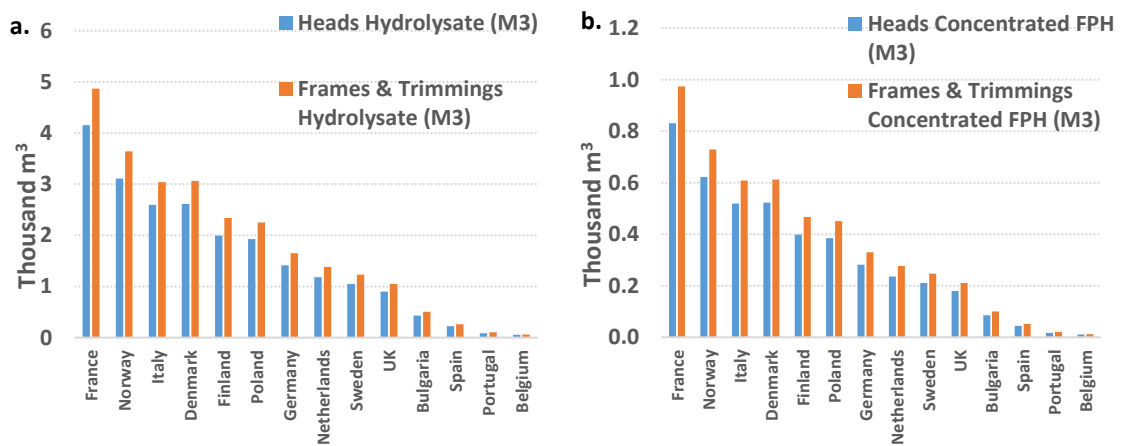 a.
Heads Hydrolysate (M3)
Frames & Trimmings
Hydrolysate (M3)
Thousand m³
6
5
4
3
2
1
0
France
Norway
Italy
Denmark
Finland
Poland
Germany
Netherlands
Sweden
UK
Bulgaria
Spain
Portugal
Belgium
b.
Heads Concentrated FPH
(M3)
Frames & Trimmings
Concentrated FPH (M3)
Thousand m³
1.2
1.0
0.8
0.6
0.4
0.2
0.0
France
Norway
Italy
Denmark
Finland
Poland
Germany
Netherlands
Sweden
UK
Bulgaria
Spain
Portugal
Belgium